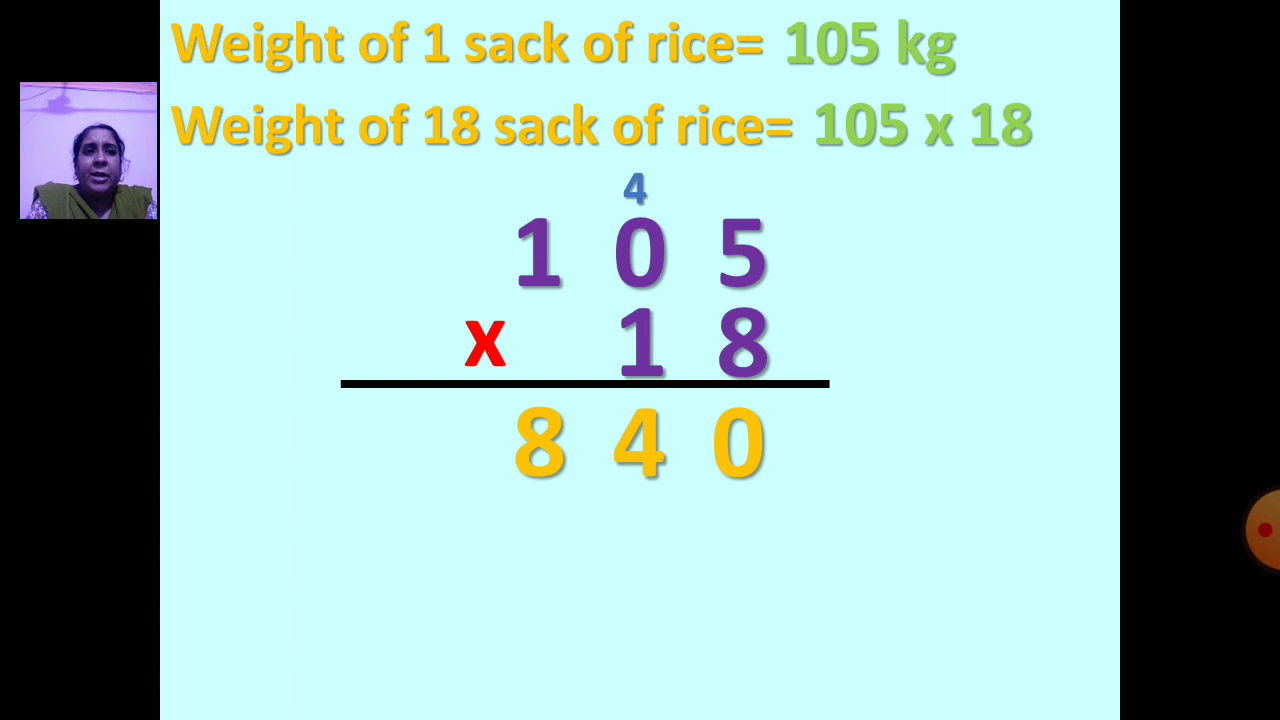 Weight of 1 sack of rice= 105 kg
Weight of 18 sack of rice= 105 x 18
4
1 0 5
x 1 8
8 4 0